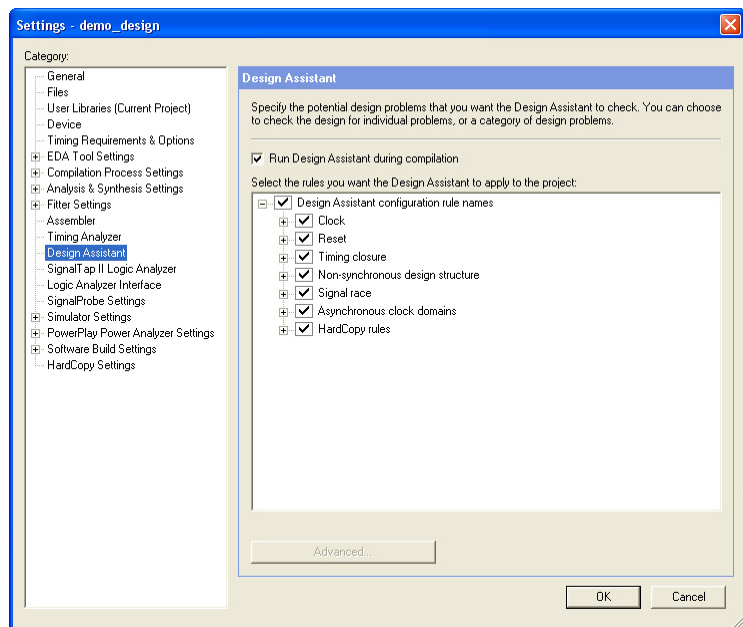 Settings - demo_design
Category:
General
Files
User Libraries (Current Project)
Device
Timing Requirements & Options
EDA Tool Settings
Compilation Process Settings
Analysis & Synthesis Settings
Fitter Settings
Assembler
Timing Analyzer
Design Assistant
SignalTap II Logic Analyzer
Logic Analyzer Interface
SignalProbe Settings
Simulator Settings
PowerPlay Power Analyzer Settings
Software Build Settings
HardCopy Settings
Design Assistant
Specify the potential design problems that you want the Design Assistant to check. You can choose
to check the design for individual problems, or a category of design problems.
Run Design Assistant during compilation
Select the rules you want the Design Assistant to apply to the project:
Design Assistant configuration rule names
Clock
Reset
Timing closure
Non-synchronous design structure
Signal race
Asynchronous clock domains
HardCopy rules
Advanced...
OK
Cancel